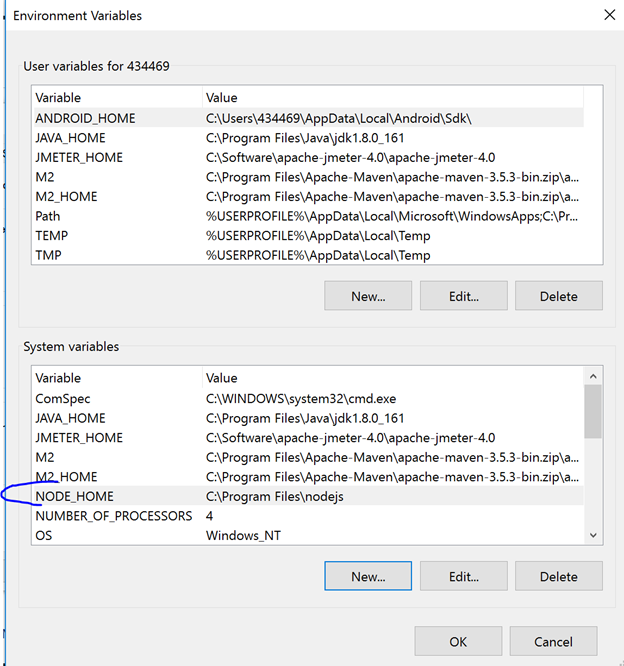 Environment Variables
User variables for 434469
Variable Value
ANDROID_HOME C:\Users\434469\AppData\Local\Android\Sdk\
JAVA_HOME C:\Program Files\Java\jdk1.8.0_161
JMETER_HOME C:\Software\apache-jmeter-4.0\apache-jmeter-4.0
M2 C:\Program Files\Apache-Maven\apache-maven-3.5.3-bin.zip\a...
M2_HOME C:\Program Files\Apache-Maven\apache-maven-3.5.3-bin.zip\a...
Path %USERPROFILE%\AppData\Local\Microsoft\WindowsApps;C:\Pr...
TEMP %USERPROFILE%\AppData\Local\Temp
TMP %USERPROFILE%\AppData\Local\Temp
New... Edit... Delete
System variables
Variable Value
ComSpec C:\WINDOWS\system32\cmd.exe
JAVA_HOME C:\Program Files\Java\jdk1.8.0_161
JMETER_HOME C:\Software\apache-jmeter-4.0\apache-jmeter-4.0
M2 C:\Program Files\Apache-Maven\apache-maven-3.5.3-bin.zip\a...
M2_HOME C:\Program Files\Apache-Maven\apache-maven-3.5.3-bin.zip\a...
NODE_HOME C:\Program Files\nodejs
NUMBER_OF_PROCESSORS 4
OS Windows_NT
New... Edit... Delete
OK Cancel